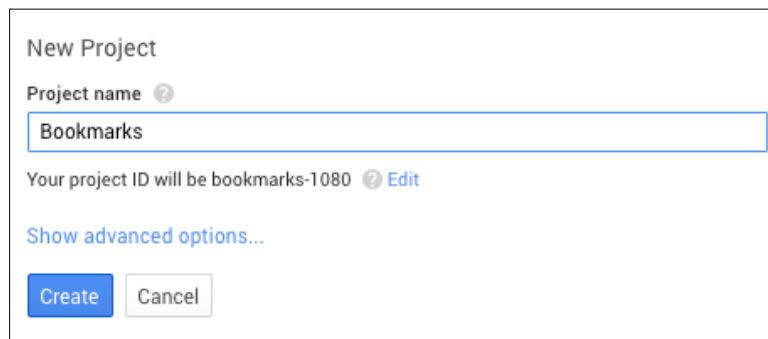 New Project
Project name ?
Bookmarks
Your project ID will be bookmarks-1080 ? Edit
Show advanced options...
Create Cancel